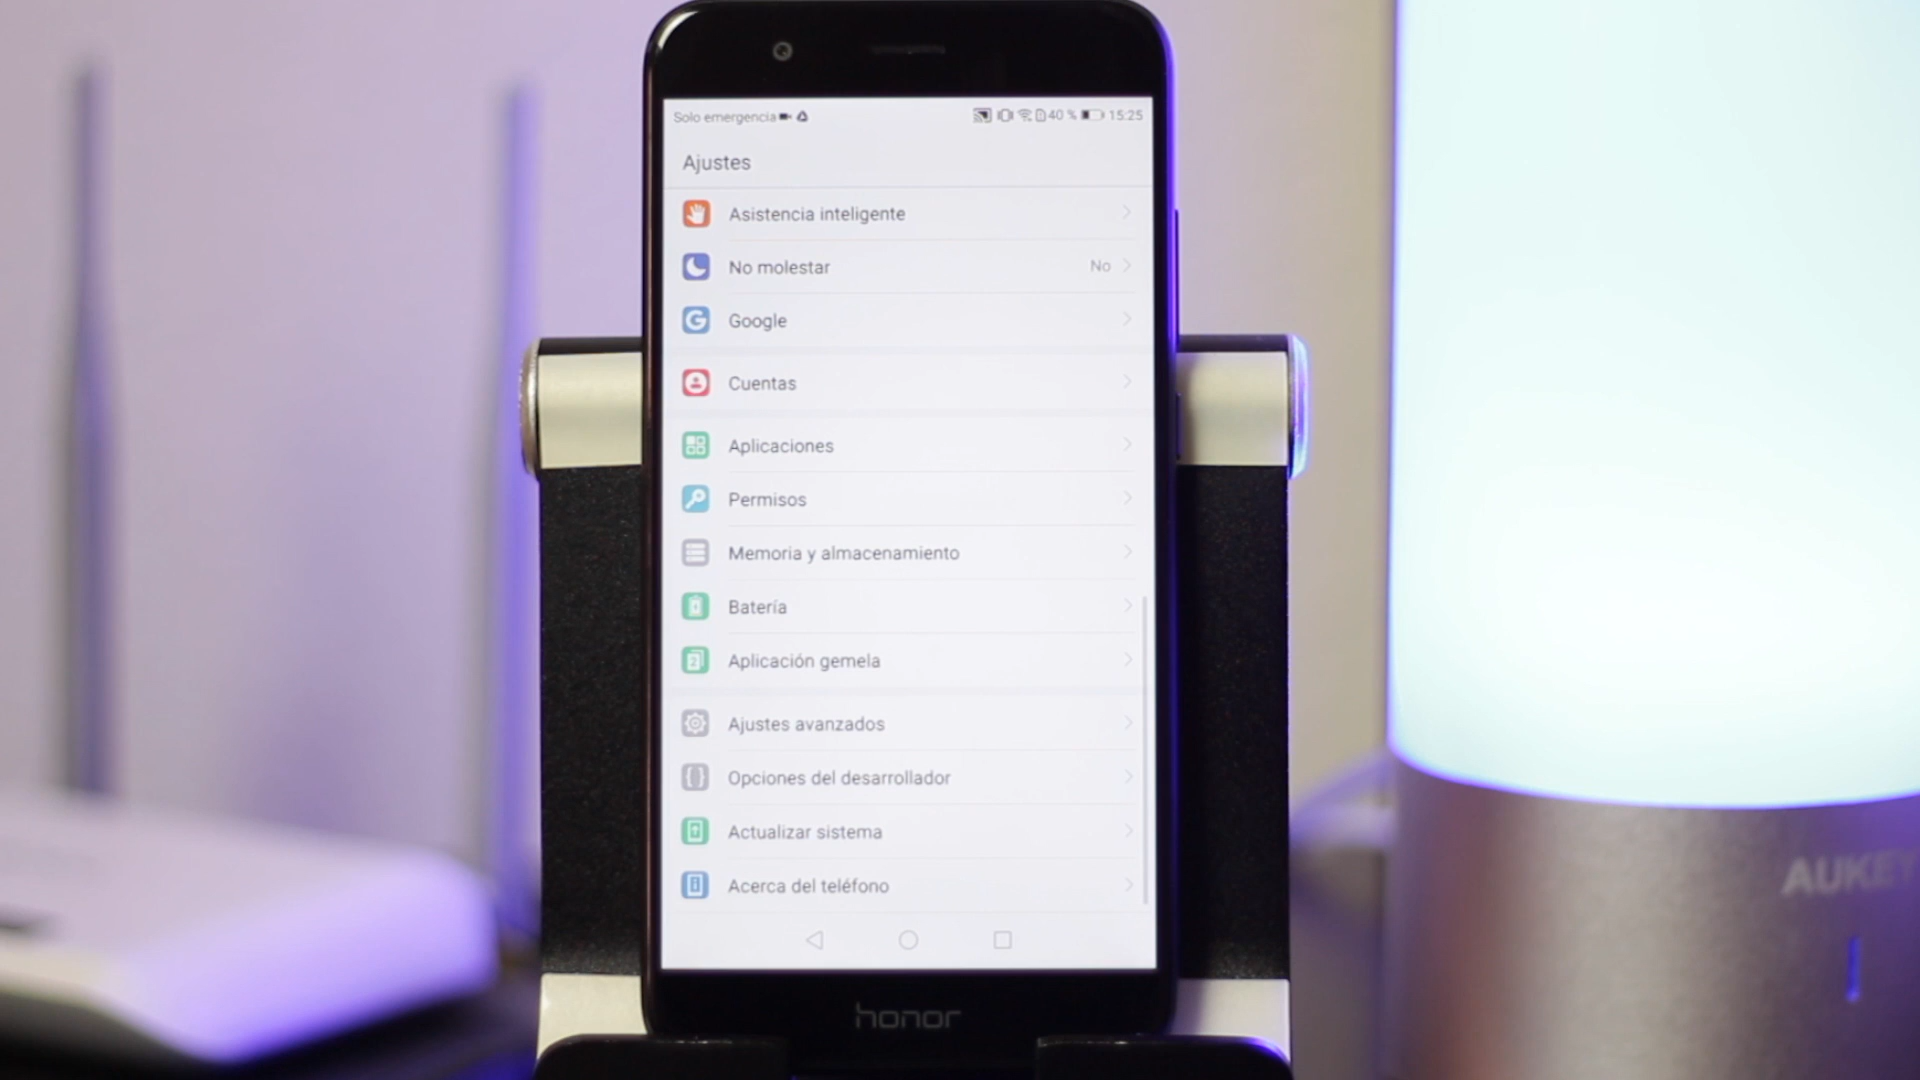 Solo emergencia 40 % 15:25
Ajustes
Asistencia inteligente
No molestar No
Google
Cuentas
Aplicaciones
Permisos
Memoria y almacenamiento
Batería
Aplicación gemela
Ajustes avanzados
Opciones del desarrollador
Actualizar sistema
Acerca del teléfono
AUKEY
honor